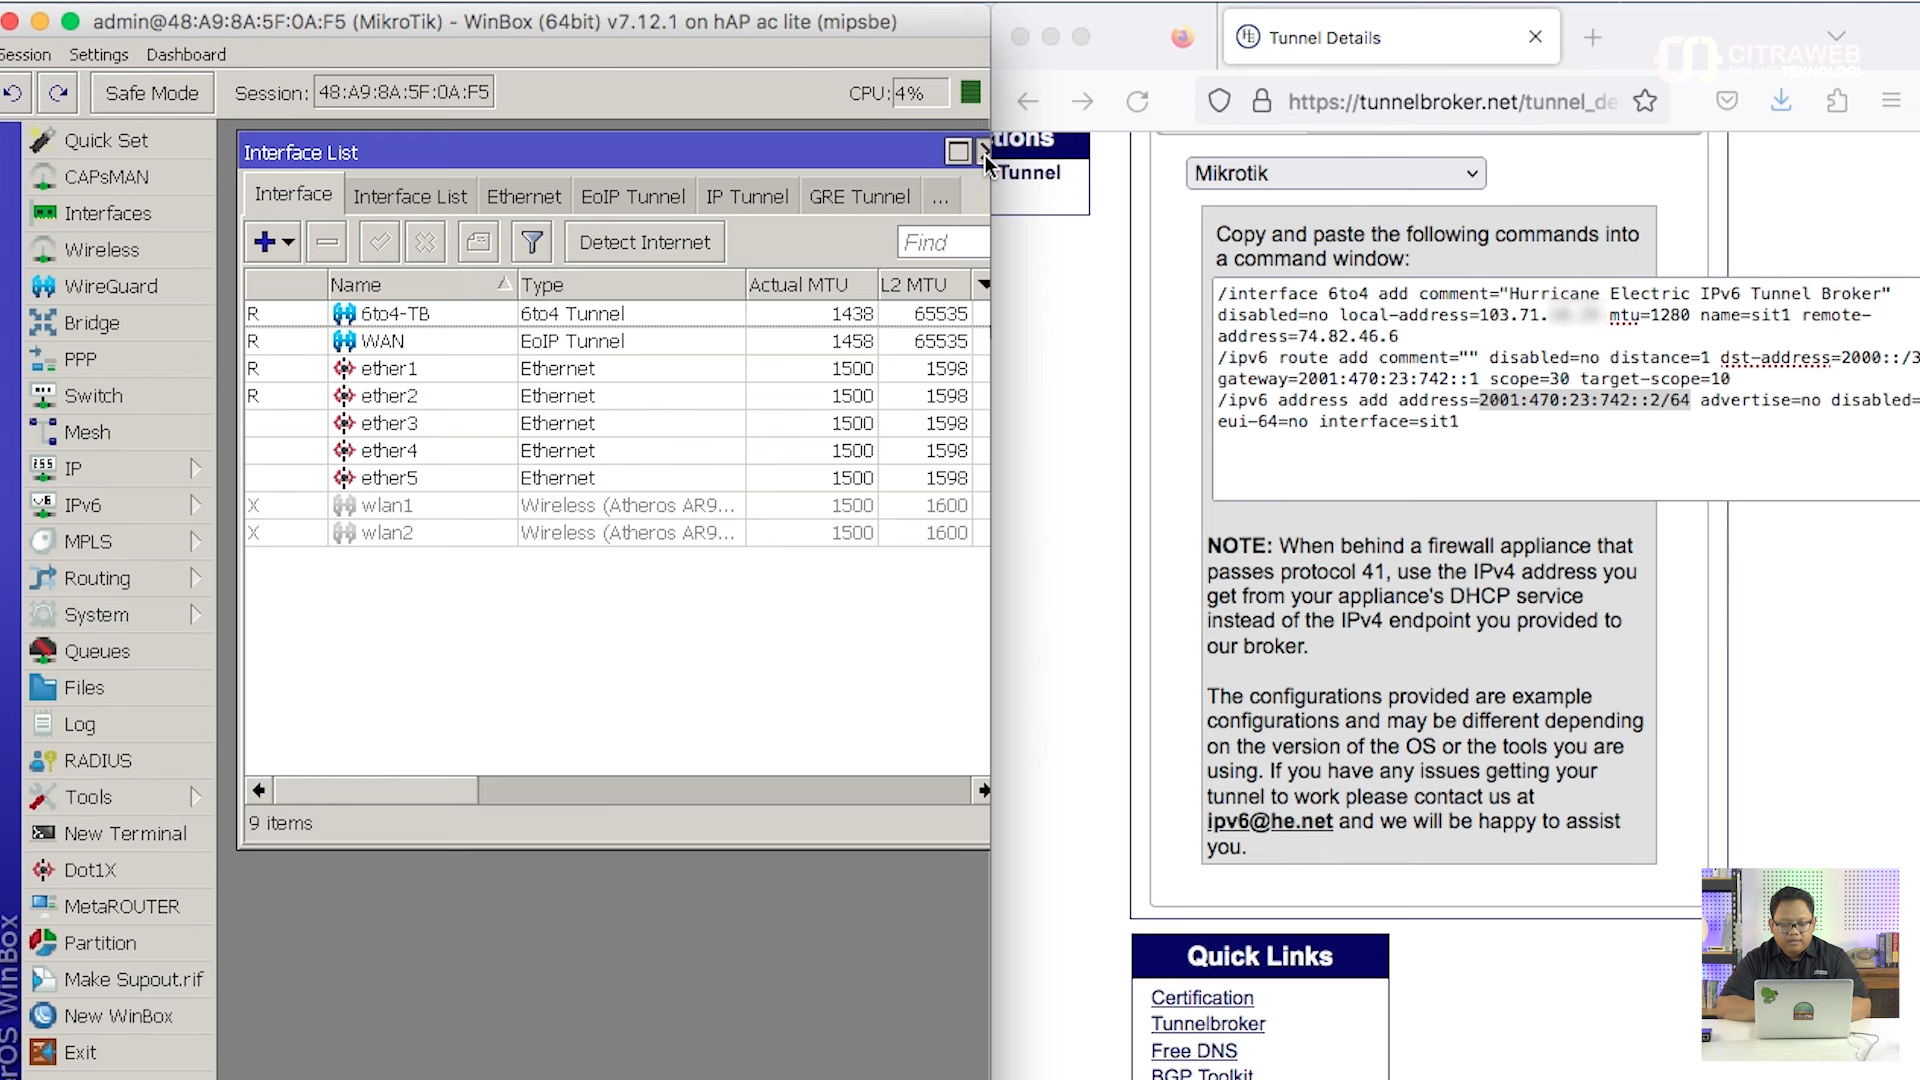 admin@48:A9:8A:5F:0A:F5 (MikroTik) - WinBox (64bit) v7.12.1 on hAP ac lite (mipsbe)
Session Settings Dashboard
Safe Mode Session: 48:A9:8A:5F:0A:F5 CPU: 4%
Quick Set
CAPsMAN
Interfaces
Wireless
WireGuard
Bridge
PPP
Switch
Mesh
IP
IPv6
MPLS
Routing
System
Queues
Files
Log
RADIUS
Tools
New Terminal
Dot1X
MetaROUTER
Partition
Make Supout.rif
New WinBox
Exit
erOS WinBox
Interface List
Interface Interface List Ethernet EoIP Tunnel IP Tunnel GRE Tunnel ...
Detect Internet Find
Name Type Actual MTU L2 MTU
R 6to4-TB 6to4 Tunnel 1438 65535
R WAN EoIP Tunnel 1458 65535
R ether1 Ethernet 1500 1598
R ether2 Ethernet 1500 1598
ether3 Ethernet 1500 1598
ether4 Ethernet 1500 1598
ether5 Ethernet 1500 1598
X wlan1 Wireless (Atheros AR9... 1500 1600
X wlan2 Wireless (Atheros AR9... 1500 1600
9 items
Tunnel Details
CITRAWEB
SOLUSI TEKNOLOGI
https://tunnelbroker.net/tunnel_de
tions
Tunnel
Mikrotik
Copy and paste the following commands into
a command window:
/interface 6to4 add comment="Hurricane Electric IPv6 Tunnel Broker"
disabled=no local-address=103.71. mtu=1280 name=sit1 remote-
address=74.82.46.6
/ipv6 route add comment="" disabled=no distance=1 dst-address=2000::/3
gateway=2001:470:23:742::1 scope=30 target-scope=10
/ipv6 address add address=2001:470:23:742::2/64 advertise=no disabled=
eui-64=no interface=sit1
NOTE: When behind a firewall appliance that
passes protocol 41, use the IPv4 address you
get from your appliance's DHCP service
instead of the IPv4 endpoint you provided to
our broker.
The configurations provided are example
configurations and may be different depending
on the version of the OS or the tools you are
using. If you have any issues getting your
tunnel to work please contact us at
ipv6@he.net and we will be happy to assist
you.
Quick Links
Certification
Tunnelbroker
Free DNS
BGP Toolkit